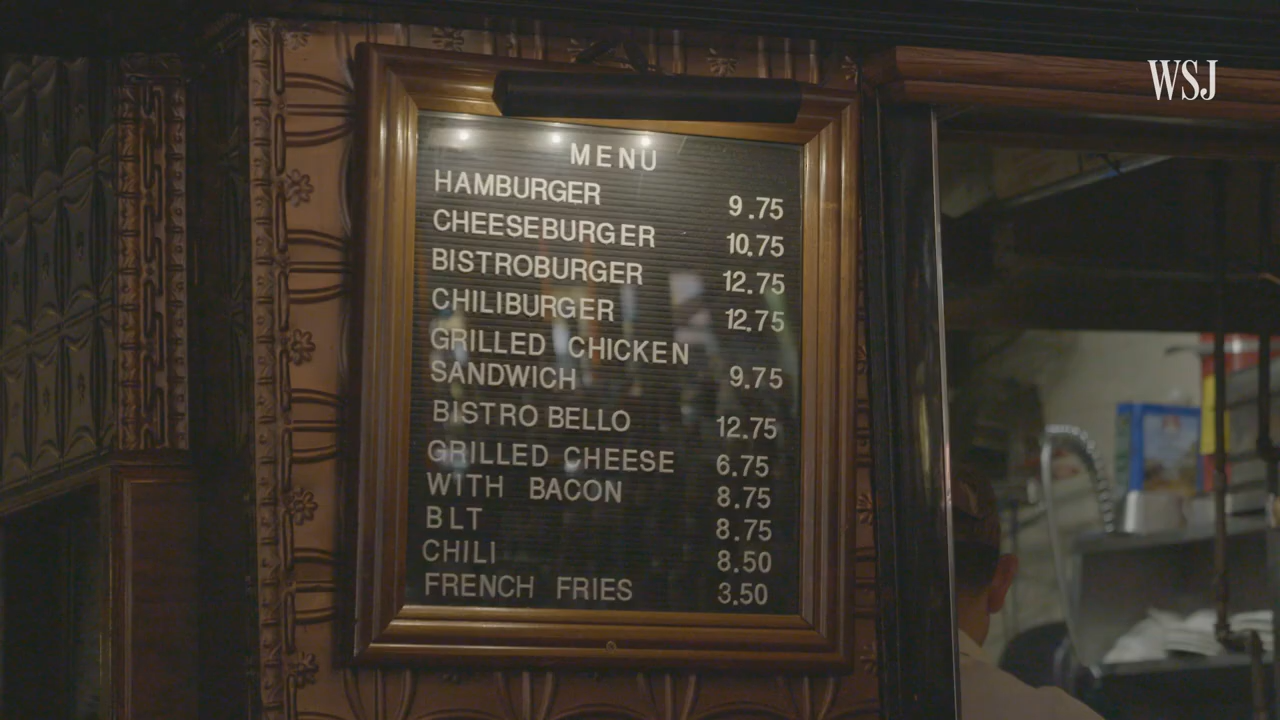 WSJ
MENU
HAMBURGER 9.75
CHEESEBURGER 10.75
BISTROBURGER 12.75
CHILIBURGER 12.75
GRILLED CHICKEN
SANDWICH 9.75
BISTRO BELLO 12.75
GRILLED CHEESE 6.75
WITH BACON 8.75
BLT 8.75
CHILI 8.50
FRENCH FRIES 3.50